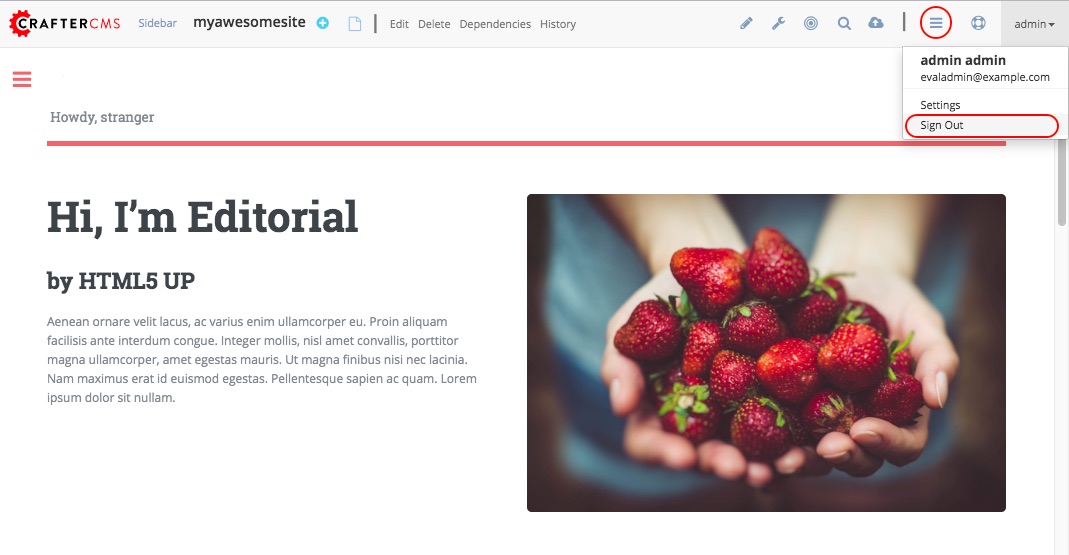 CRAFTERCMS Sidebar myawesomesite Edit Delete Dependencies History admin
admin admin
evaladmin@example.com
Settings
Sign Out
Howdy, stranger
Hi, I’m Editorial
by HTML5 UP
Aenean ornare velit lacus, ac varius enim ullamcorper eu. Proin aliquam
facilisis ante interdum congue. Integer mollis, nisl amet convallis, porttitor
magna ullamcorper, amet egestas mauris. Ut magna finibus nisi nec lacinia.
Nam maximus erat id euismod egestas. Pellentesque sapien ac quam. Lorem
ipsum dolor sit nullam.